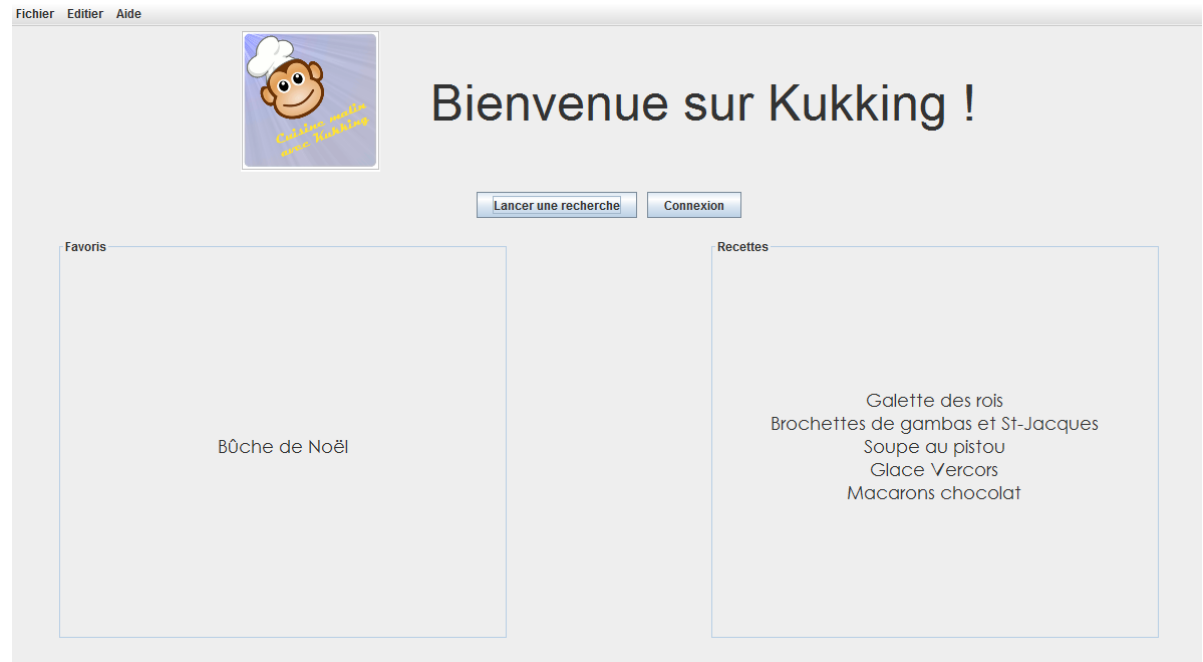 Fichier Editier Aide
Cuisine malin
avec Kukking
Bienvenue sur Kukking !
Lancer une recherche Connexion
Favoris
Bûche de Noël
Recettes
Galette des rois
Brochettes de gambas et St-Jacques
Soupe au pistou
Glace Vercors
Macarons chocolat